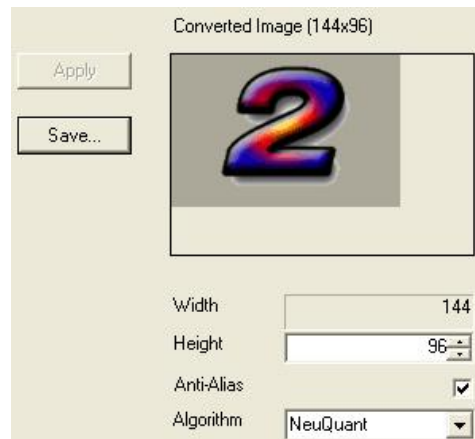 Converted Image (144x96)
Apply
Save...
2
Width 144
Height 96
Anti-Alias
Algorithm NeuQuant